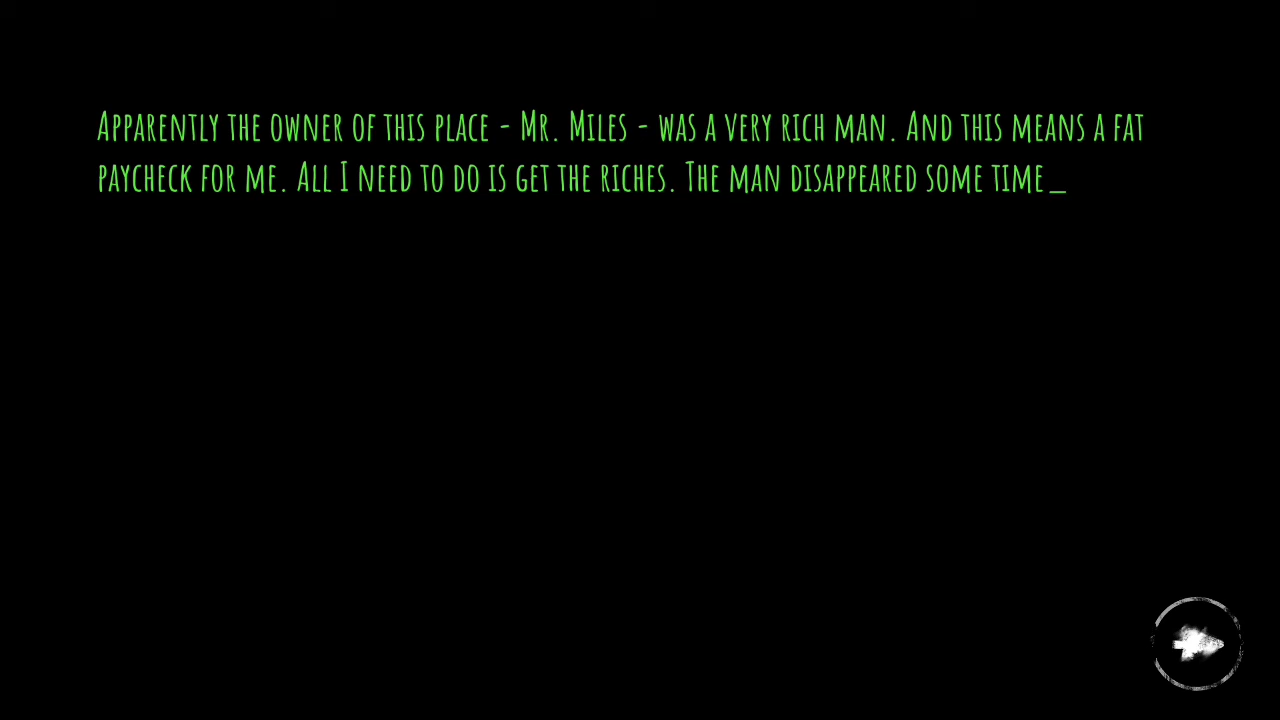 Apparently the owner of this place - Mr. Miles - was a very rich man. And this means a fat
paycheck for me. All I need to do is get the riches. The man disappeared some time_